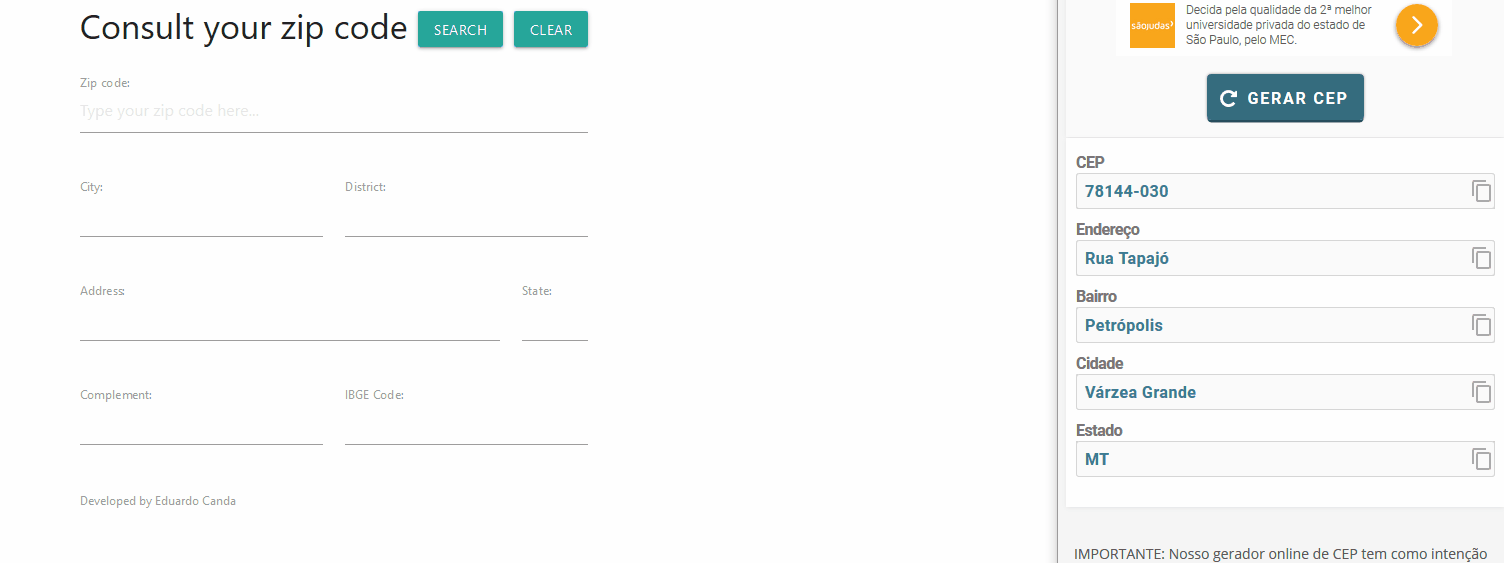 Consult your zip code SEARCH CLEAR
Zip code:
Type your zip code here...
City: District:
Address: State:
Complement: IBGE Code:
Developed by Eduardo Canda
sãojudas
Decida pela qualidade da 2ª melhor
universidade privada do estado de
São Paulo, pelo MEC.
GERAR CEP
CEP
78144-030
Endereço
Rua Tapajó
Bairro
Petrópolis
Cidade
Várzea Grande
Estado
MT
IMPORTANTE: Nosso gerador online de CEP tem como intenção